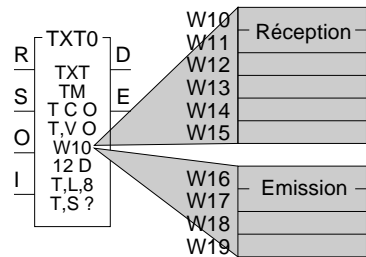 TXT0
R D
TXT
TM
S E
T C O
T,V O
O
W10
12 D
I
T,L,8
T,S ?
W10
Réception
W11
W12
W13
W14
W15
W16
Emission
W17
W18
W19